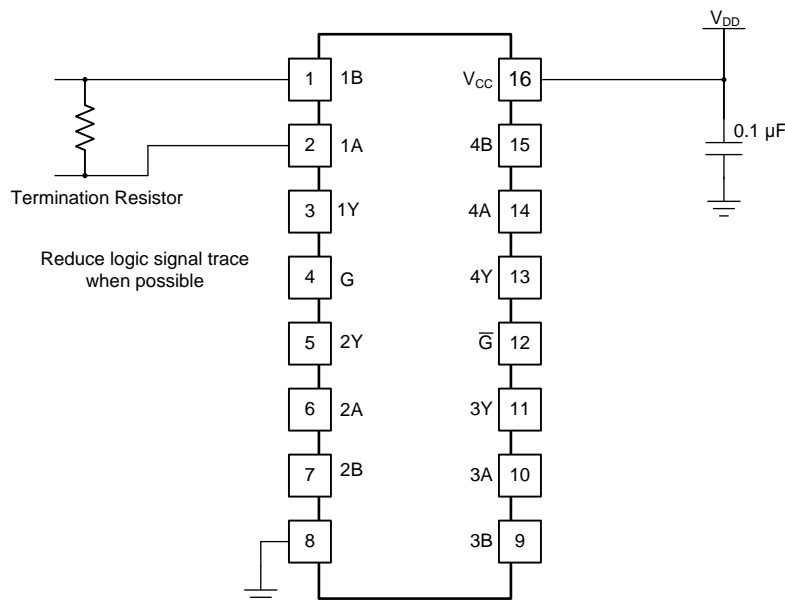 V_DD
1 1B V_CC 16
0.1 µF
2 1A 4B 15
Termination Resistor
3 1Y 4A 14
Reduce logic signal trace
when possible
4 G 4Y 13
5 2Y G̅ 12
6 2A 3Y 11
7 2B 3A 10
8 3B 9